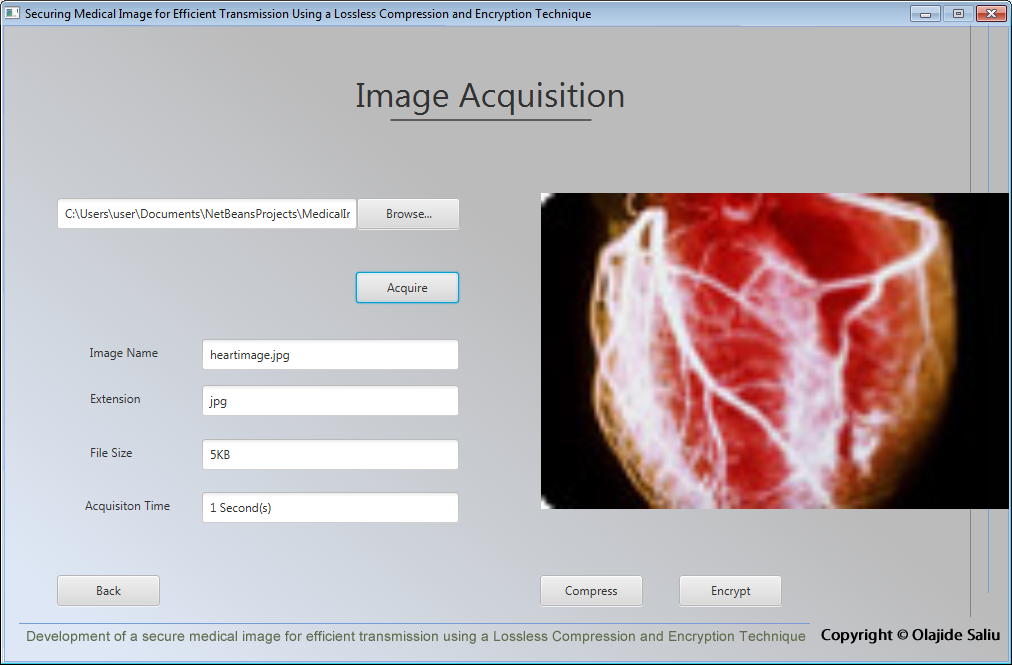 Securing Medical Image for Efficient Transmission Using a Lossless Compression and Encryption Technique
Image Acquisition
C:\Users\user\Documents\NetBeansProjects\MedicalIr
Browse...
Acquire
Image Name
heartimage.jpg
Extension
jpg
File Size
5KB
Acquisiton Time
1 Second(s)
Back
Compress
Encrypt
Development of a secure medical image for efficient transmission using a Lossless Compression and Encryption Technique
Copyright © Olajide Saliu